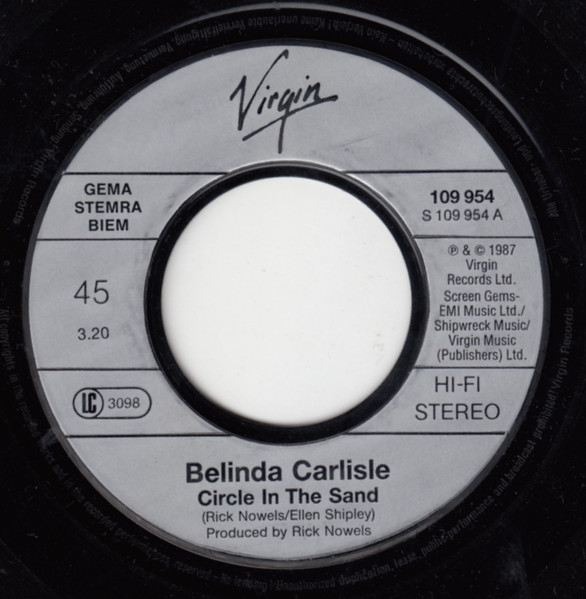 Virgin
GEMA
STEMRA
BIEM
109 954
S 109 954 A
45
3.20
℗ & © 1987
Virgin
Records Ltd.
Screen Gems-
EMI Music Ltd./
Shipwreck Music/
Virgin Music
(Publishers) Ltd.
LC 3098
HI-FI
STEREO
Belinda Carlisle
Circle In The Sand
(Rick Nowels/Ellen Shipley)
Produced by Rick Nowels